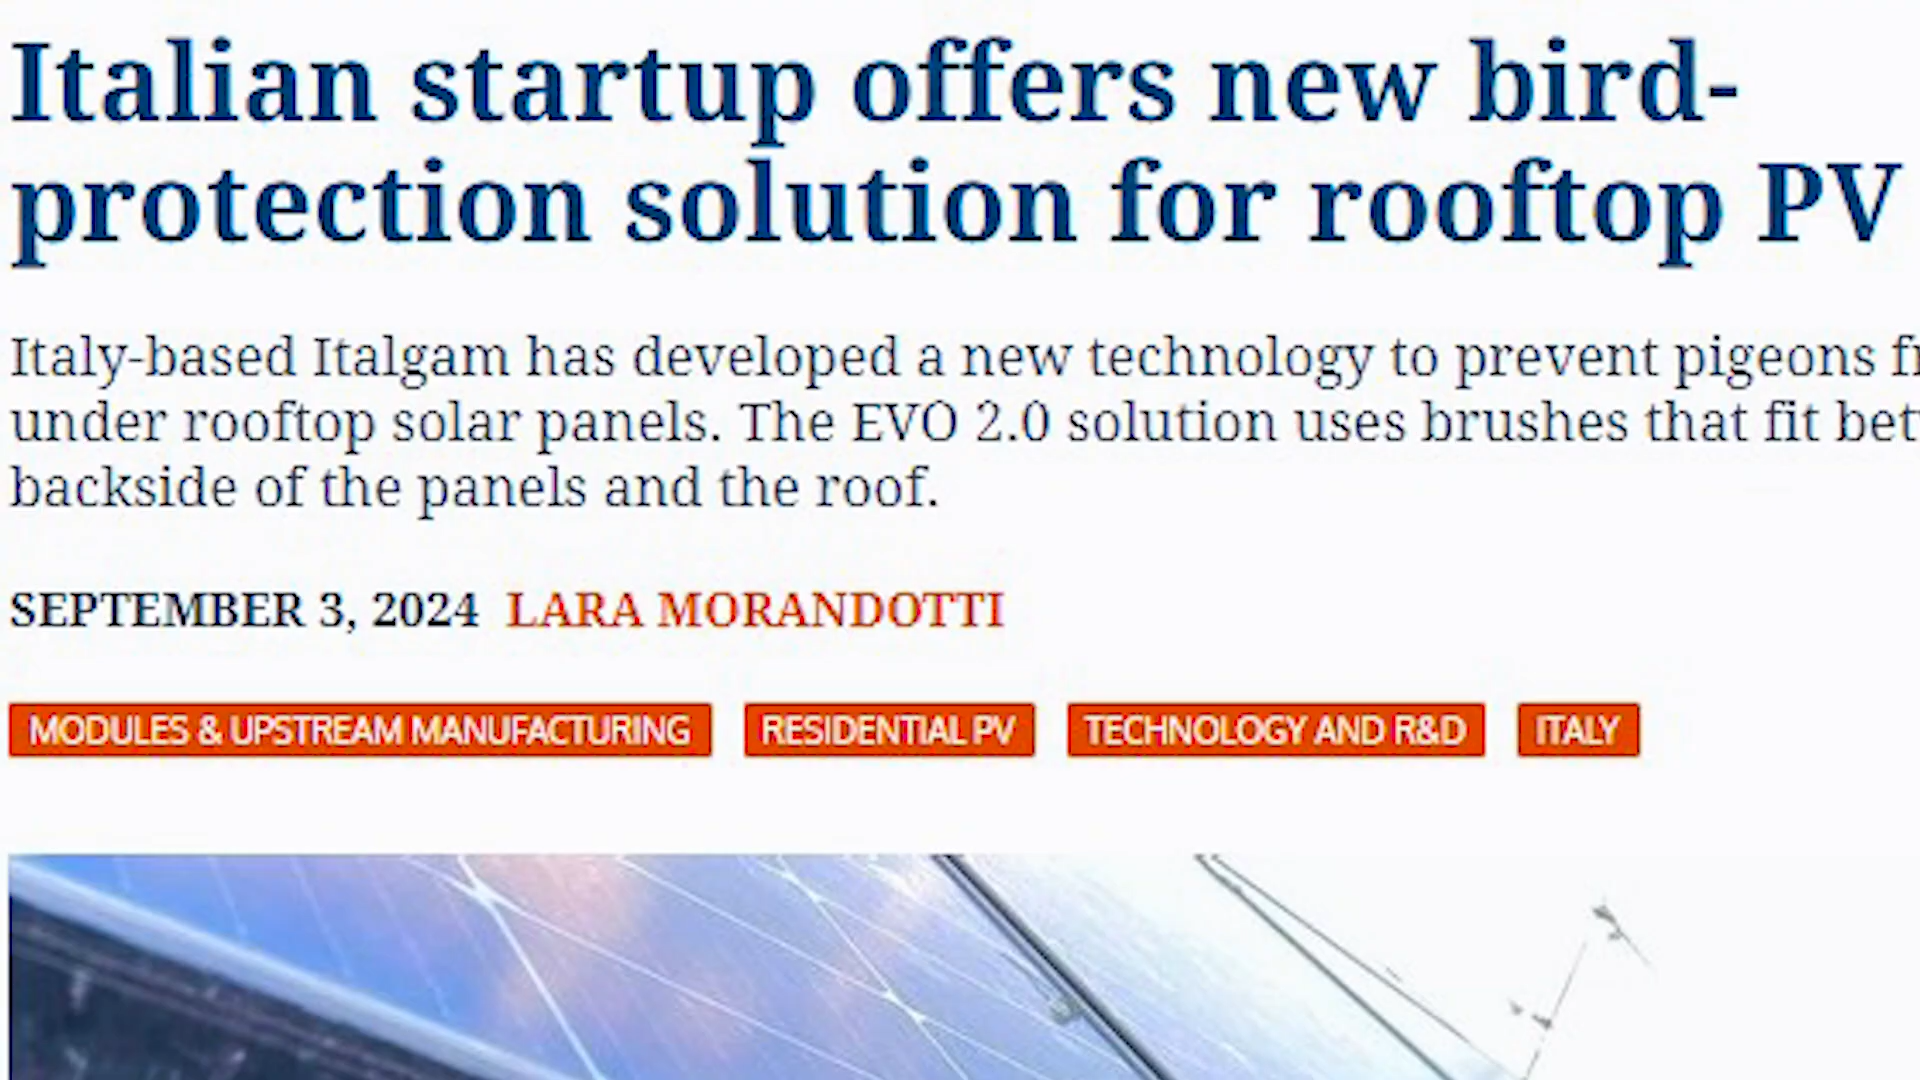 Italian startup offers new bird-
protection solution for rooftop PV
Italy-based Italgam has developed a new technology to prevent pigeons fr
under rooftop solar panels. The EVO 2.0 solution uses brushes that fit bet
backside of the panels and the roof.
SEPTEMBER 3, 2024 LARA MORANDOTTI
MODULES & UPSTREAM MANUFACTURING RESIDENTIAL PV TECHNOLOGY AND R&D ITALY